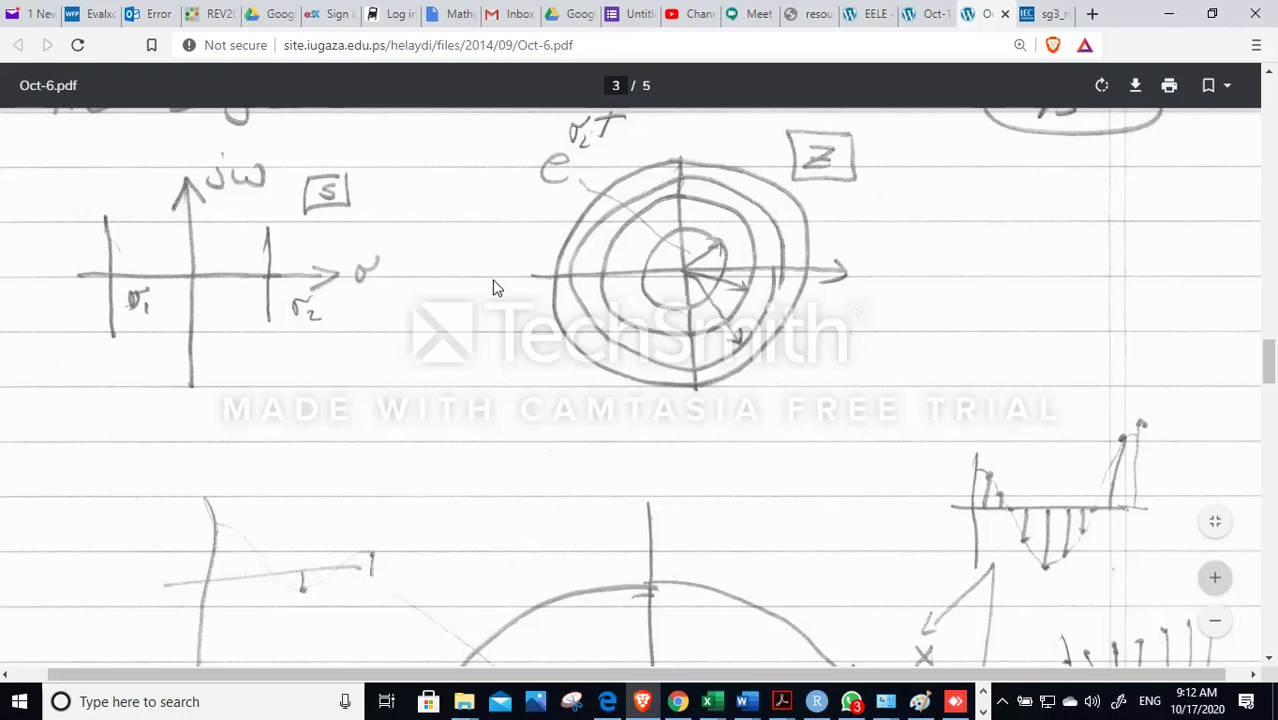 1 New
Evalx
Error
REV20
Goog
Sign i
Log in
Math
Inbox
Goog
Untitl
Chann
Meet
resou
EELE 4
Oct-1
O
sg3_r
Not secure
site.iugaza.edu.ps/helaydi/files/2014/09/Oct-6.pdf
Oct-6.pdf
3 / 5
e^σ₂T
Z
jω
S
σ
σ₁
σ₂
TechSmith®
MADE WITH CAMTASIA FREE TRIAL
X
Type here to search
ENG
9:12 AM
10/17/2020